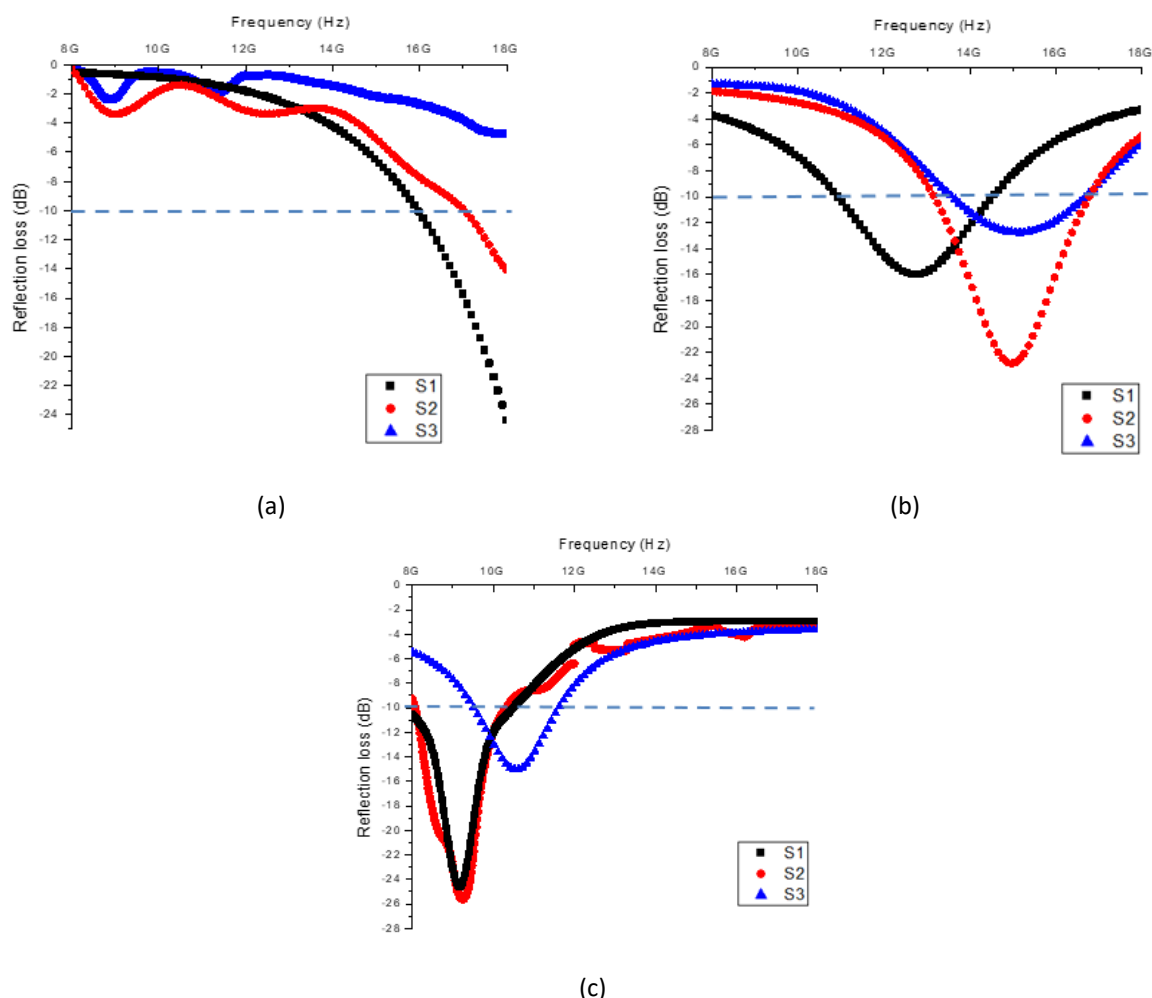 Frequency (Hz)
8G 10G 12G 14G 16G 18G
0
-2
-4
-6
-8
-10
-12
-14
-16
-18
-20
-22
-24
Reflection loss (dB)
S1
S2
S3
(a)
Frequency (Hz)
8G 10G 12G 14G 16G 18G
0
-2
-4
-6
-8
-10
-12
-14
-16
-18
-20
-22
-24
-26
-28
Reflection loss (dB)
S1
S2
S3
(b)
Frequency (Hz)
8G 10G 12G 14G 16G 18G
0
-2
-4
-6
-8
-10
-12
-14
-16
-18
-20
-22
-24
-26
-28
Reflection loss (dB)
S1
S2
S3
(c)